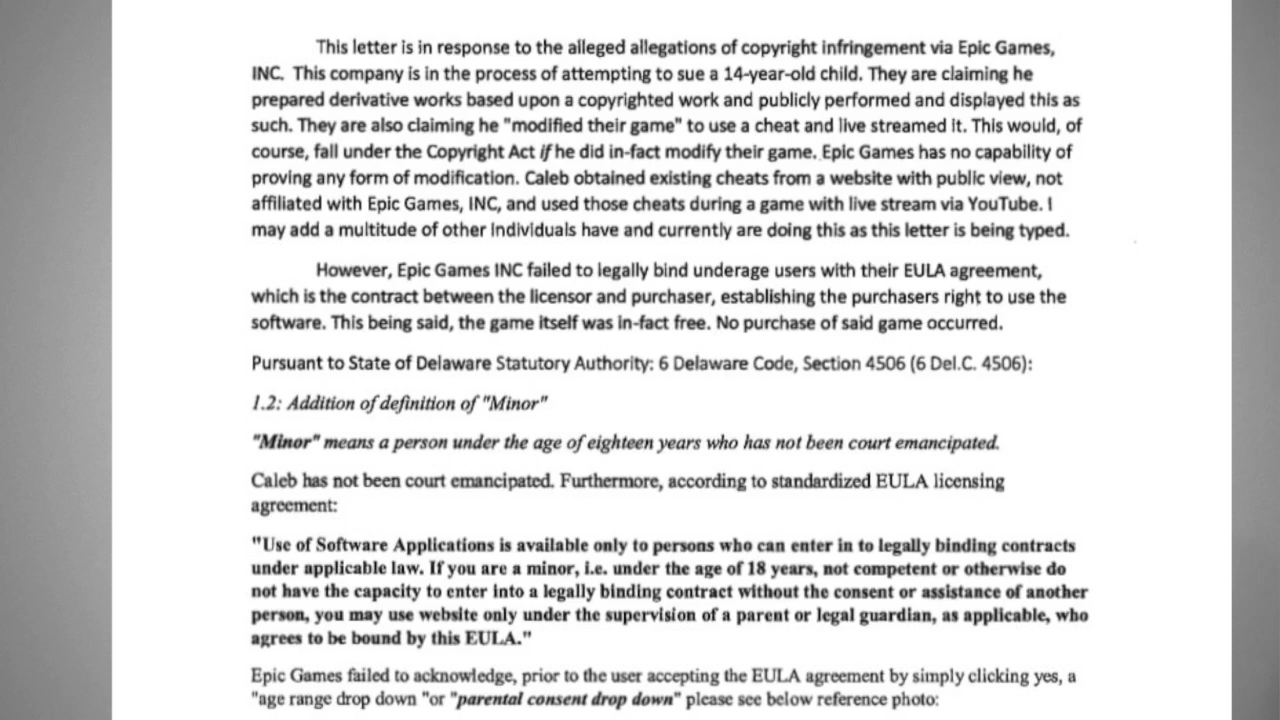 This letter is in response to the alleged allegations of copyright infringement via Epic Games,
INC. This company is in the process of attempting to sue a 14-year-old child. They are claiming he
prepared derivative works based upon a copyrighted work and publicly performed and displayed this as
such. They are also claiming he "modified their game" to use a cheat and live streamed it. This would, of
course, fall under the Copyright Act if he did in-fact modify their game. Epic Games has no capability of
proving any form of modification. Caleb obtained existing cheats from a website with public view, not
affiliated with Epic Games, INC, and used those cheats during a game with live stream via YouTube. I
may add a multitude of other individuals have and currently are doing this as this letter is being typed.
However, Epic Games INC failed to legally bind underage users with their EULA agreement,
which is the contract between the licensor and purchaser, establishing the purchasers right to use the
software. This being said, the game itself was in-fact free. No purchase of said game occurred.
Pursuant to State of Delaware Statutory Authority: 6 Delaware Code, Section 4506 (6 Del.C. 4506):
1.2: Addition of definition of "Minor"
"Minor" means a person under the age of eighteen years who has not been court emancipated.
Caleb has not been court emancipated. Furthermore, according to standardized EULA licensing
agreement:
"Use of Software Applications is available only to persons who can enter in to legally binding contracts
under applicable law. If you are a minor, i.e. under the age of 18 years, not competent or otherwise do
not have the capacity to enter into a legally binding contract without the consent or assistance of another
person, you may use website only under the supervision of a parent or legal guardian, as applicable, who
agrees to be bound by this EULA."
Epic Games failed to acknowledge, prior to the user accepting the EULA agreement by simply clicking yes, a
"age range drop down "or "parental consent drop down" please see below reference photo: